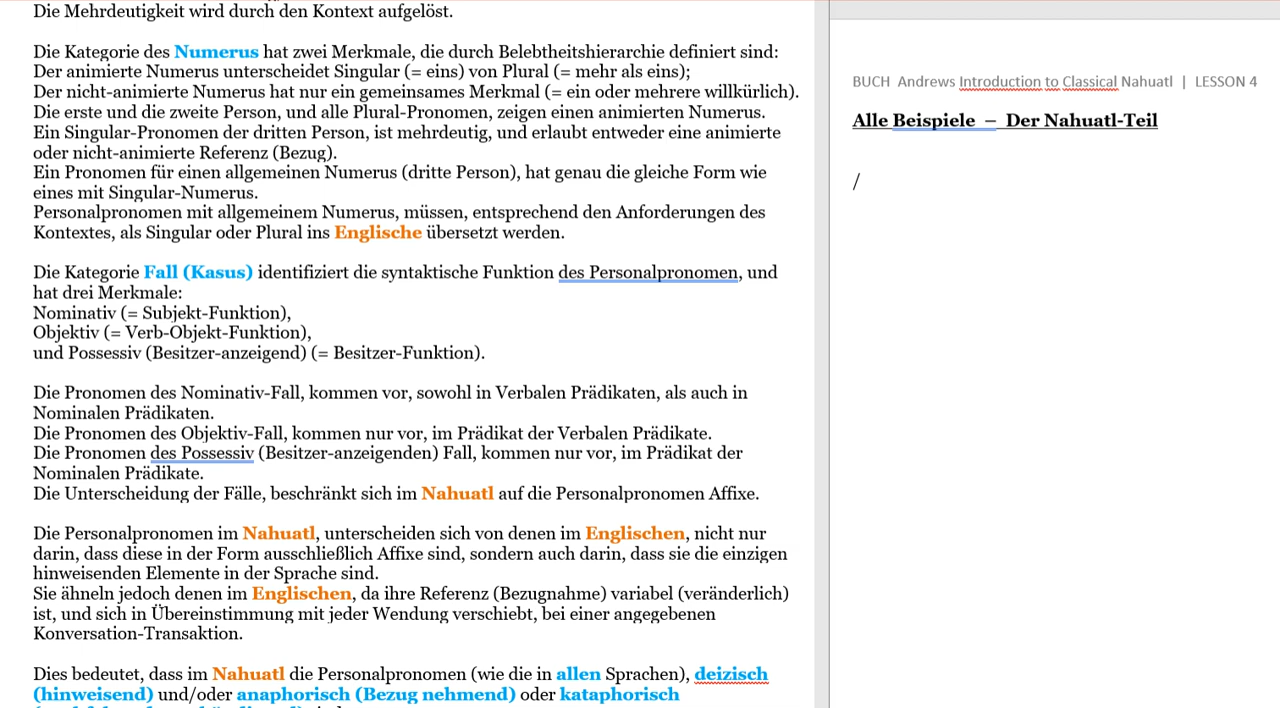 Die Mehrdeutigkeit wird durch den Kontext aufgelöst.
Die Kategorie des Numerus hat zwei Merkmale, die durch Belebtheitshierarchie definiert sind:
Der animierte Numerus unterscheidet Singular (= eins) von Plural (= mehr als eins);
Der nicht-animierte Numerus hat nur ein gemeinsames Merkmal (= ein oder mehrere willkürlich).
Die erste und die zweite Person, und alle Plural-Pronomen, zeigen einen animierten Numerus.
Ein Singular-Pronomen der dritten Person, ist mehrdeutig, und erlaubt entweder eine animierte
oder nicht-animierte Referenz (Bezug).
Ein Pronomen für einen allgemeinen Numerus (dritte Person), hat genau die gleiche Form wie
eines mit Singular-Numerus.
Personalpronomen mit allgemeinem Numerus, müssen, entsprechend den Anforderungen des
Kontextes, als Singular oder Plural ins Englische übersetzt werden.
Die Kategorie Fall (Kasus) identifiziert die syntaktische Funktion des Personalpronomen, und
hat drei Merkmale:
Nominativ (= Subjekt-Funktion),
Objektiv (= Verb-Objekt-Funktion),
und Possessiv (Besitzer-anzeigend) (= Besitzer-Funktion).
Die Pronomen des Nominativ-Fall, kommen vor, sowohl in Verbalen Prädikaten, als auch in
Nominalen Prädikaten.
Die Pronomen des Objektiv-Fall, kommen nur vor, im Prädikat der Verbalen Prädikate.
Die Pronomen des Possessiv (Besitzer-anzeigenden) Fall, kommen nur vor, im Prädikat der
Nominalen Prädikate.
Die Unterscheidung der Fälle, beschränkt sich im Nahuatl auf die Personalpronomen Affixe.
Die Personalpronomen im Nahuatl, unterscheiden sich von denen im Englischen, nicht nur
darin, dass diese in der Form ausschließlich Affixe sind, sondern auch darin, dass sie die einzigen
hinweisenden Elemente in der Sprache sind.
Sie ähneln jedoch denen im Englischen, da ihre Referenz (Bezugnahme) variabel (veränderlich)
ist, und sich in Übereinstimmung mit jeder Wendung verschiebt, bei einer angegebenen
Konversation-Transaktion.
Dies bedeutet, dass im Nahuatl die Personalpronomen (wie die in allen Sprachen), deizisch
(hinweisend) und/oder anaphorisch (Bezug nehmend) oder kataphorisch
BUCH Andrews Introduction to Classical Nahuatl | LESSON 4
Alle Beispiele – Der Nahuatl-Teil
/